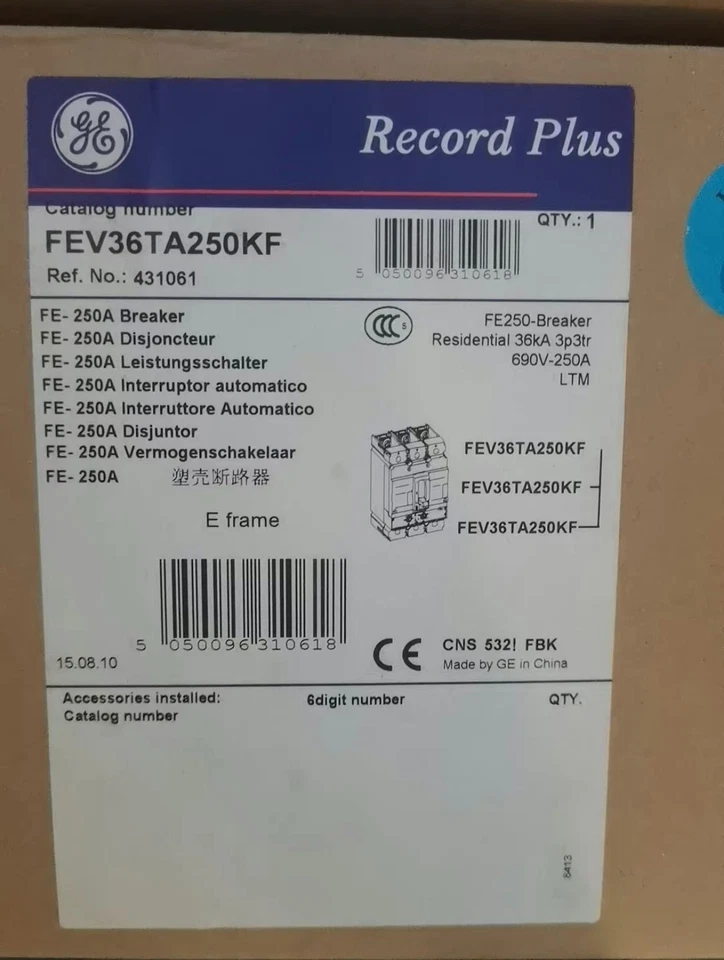 GE
Record Plus
Catalog number
FEV36TA250KF
Ref. No.: 431061
QTY.: 1
5 050096 310618
FE- 250A Breaker
FE- 250A Disjoncteur
FE- 250A Leistungsschalter
FE- 250A Interruptor automatico
FE- 250A Interruttore Automatico
FE- 250A Disjuntor
FE- 250A Vermogenschakelaar
FE- 250A 塑壳断路器
E frame
CCC S
FE250-Breaker
Residential 36kA 3p3tr
690V-250A
LTM
FEV36TA250KF
FEV36TA250KF
FEV36TA250KF
5 050096 310618
15.08.10
CE
CNS 532! FBK
Made by GE in China
Accessories installed: 6digit number QTY.
Catalog number
6413